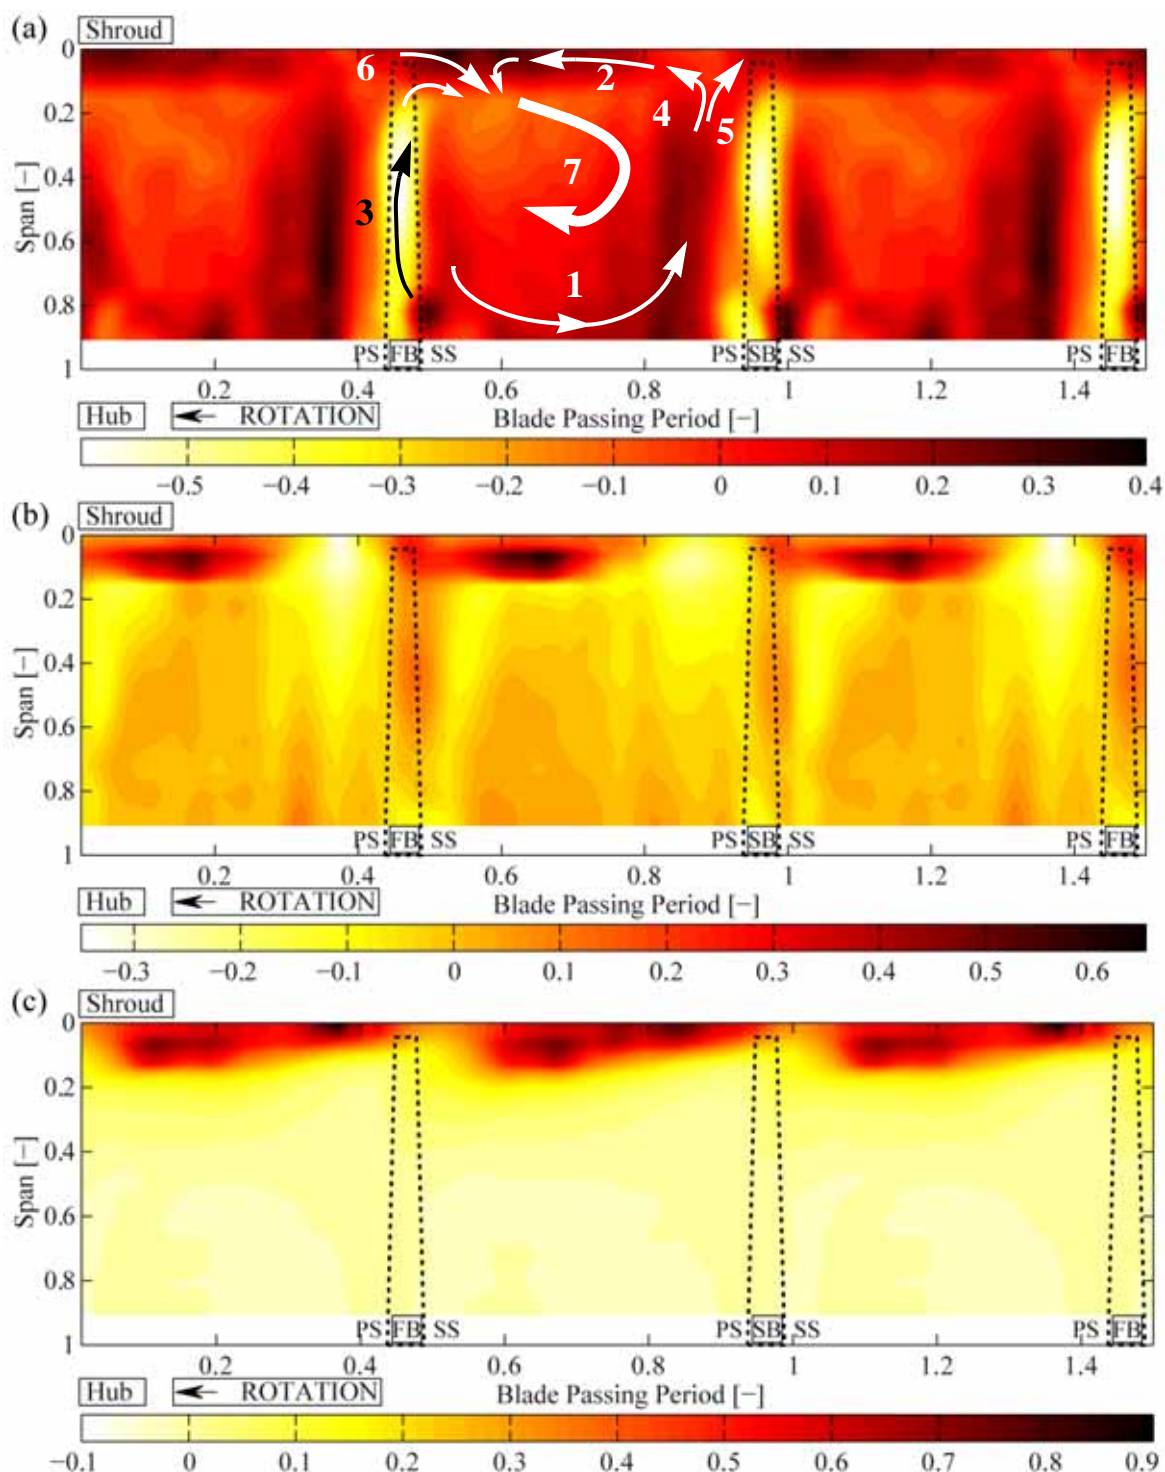 (a) Shroud
0
0.2
0.4
0.6
0.8
1
Span [−]
6
2
4
5
7
3
1
PS FB SS PS SB SS PS FB
0.2 0.4 0.6 0.8 1 1.2 1.4
Hub ← ROTATION Blade Passing Period [−]
−0.5 −0.4 −0.3 −0.2 −0.1 0 0.1 0.2 0.3 0.4
(b) Shroud
0
0.2
0.4
0.6
0.8
1
Span [−]
PS FB SS PS SB SS PS FB
0.2 0.4 0.6 0.8 1 1.2 1.4
Hub ← ROTATION Blade Passing Period [−]
−0.3 −0.2 −0.1 0 0.1 0.2 0.3 0.4 0.5 0.6
(c) Shroud
0
0.2
0.4
0.6
0.8
1
Span [−]
PS FB SS PS SB SS PS FB
0.2 0.4 0.6 0.8 1 1.2 1.4
Hub ← ROTATION Blade Passing Period [−]
−0.1 0 0.1 0.2 0.3 0.4 0.5 0.6 0.7 0.8 0.9